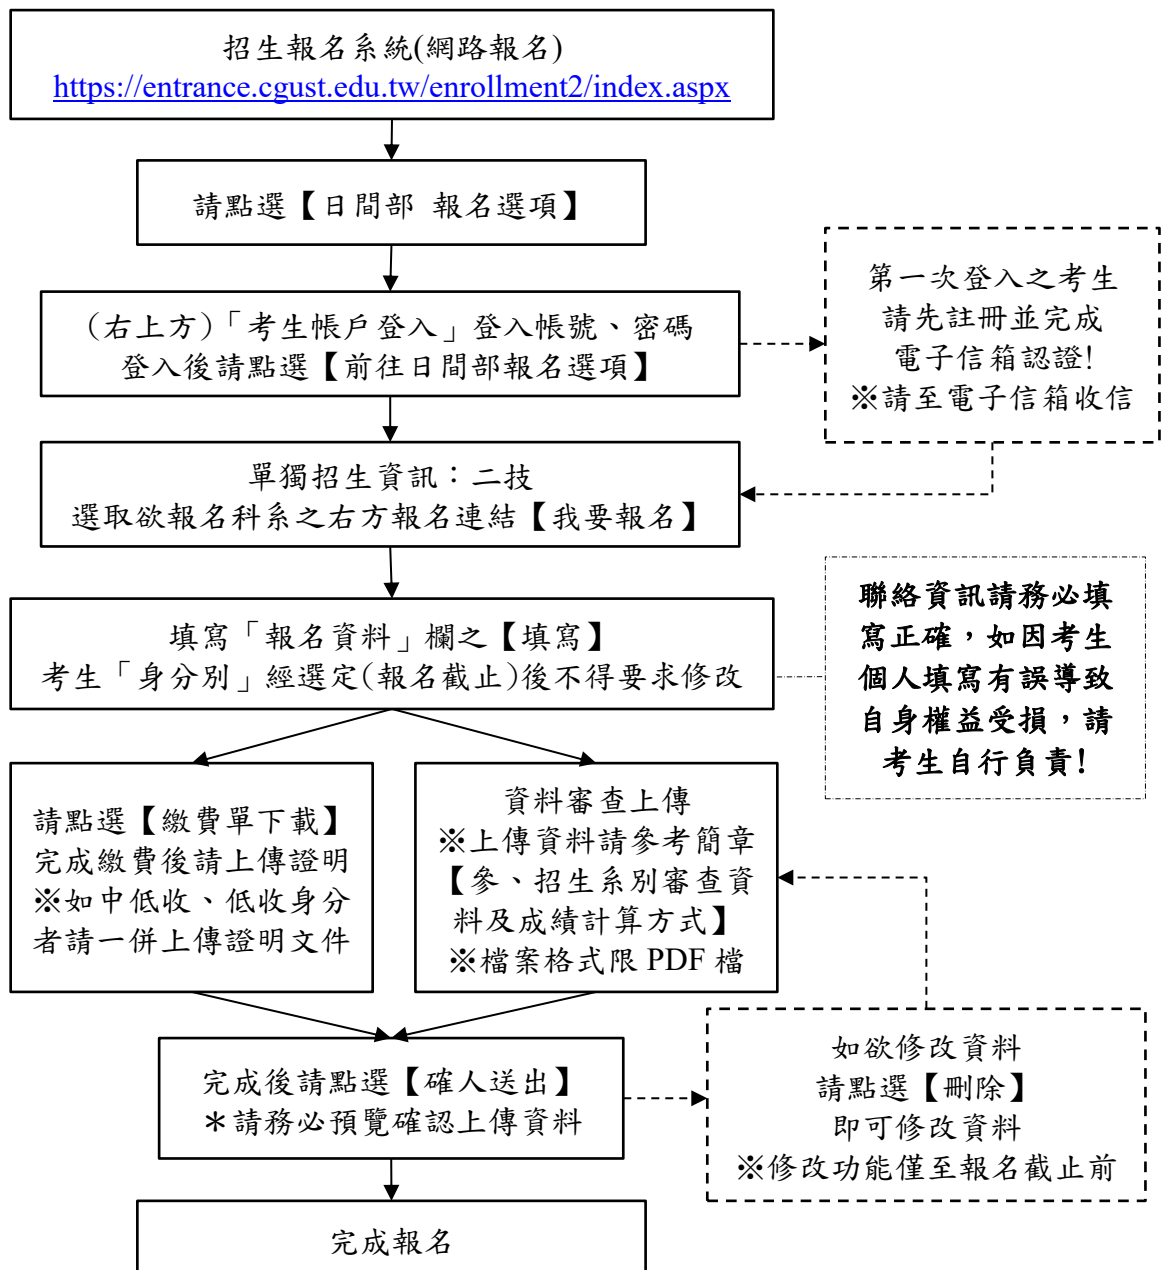 招生報名系統(網路報名)
https://entrance.cgust.edu.tw/enrollment2/index.aspx
請點選【日間部 報名選項】
(右上方)「考生帳戶登入」登入帳號、密碼
登入後請點選【前往日間部報名選項】
第一次登入之考生
請先註冊並完成
電子信箱認證!
※請至電子信箱收信
單獨招生資訊：二技
選取欲報名科系之右方報名連結【我要報名】
填寫「報名資料」欄之【填寫】
考生「身分別」經選定(報名截止)後不得要求修改
聯絡資訊請務必填
寫正確，如因考生
個人填寫有誤導致
自身權益受損，請
考生自行負責!
請點選【繳費單下載】
完成繳費後請上傳證明
※如中低收、低收身分
者請一併上傳證明文件
資料審查上傳
※上傳資料請參考簡章
【參、招生系別審查資
料及成績計算方式】
※檔案格式限 PDF 檔
完成後請點選【確人送出】
＊請務必預覽確認上傳資料
如欲修改資料
請點選【刪除】
即可修改資料
※修改功能僅至報名截止前
完成報名